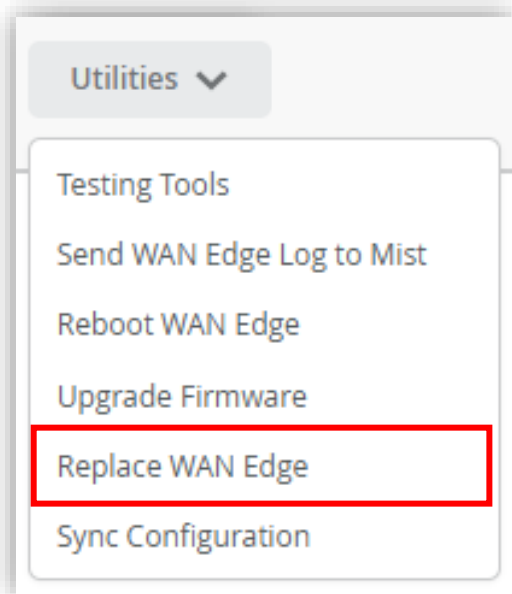 Utilities
Testing Tools
Send WAN Edge Log to Mist
Reboot WAN Edge
Upgrade Firmware
Replace WAN Edge
Sync Configuration